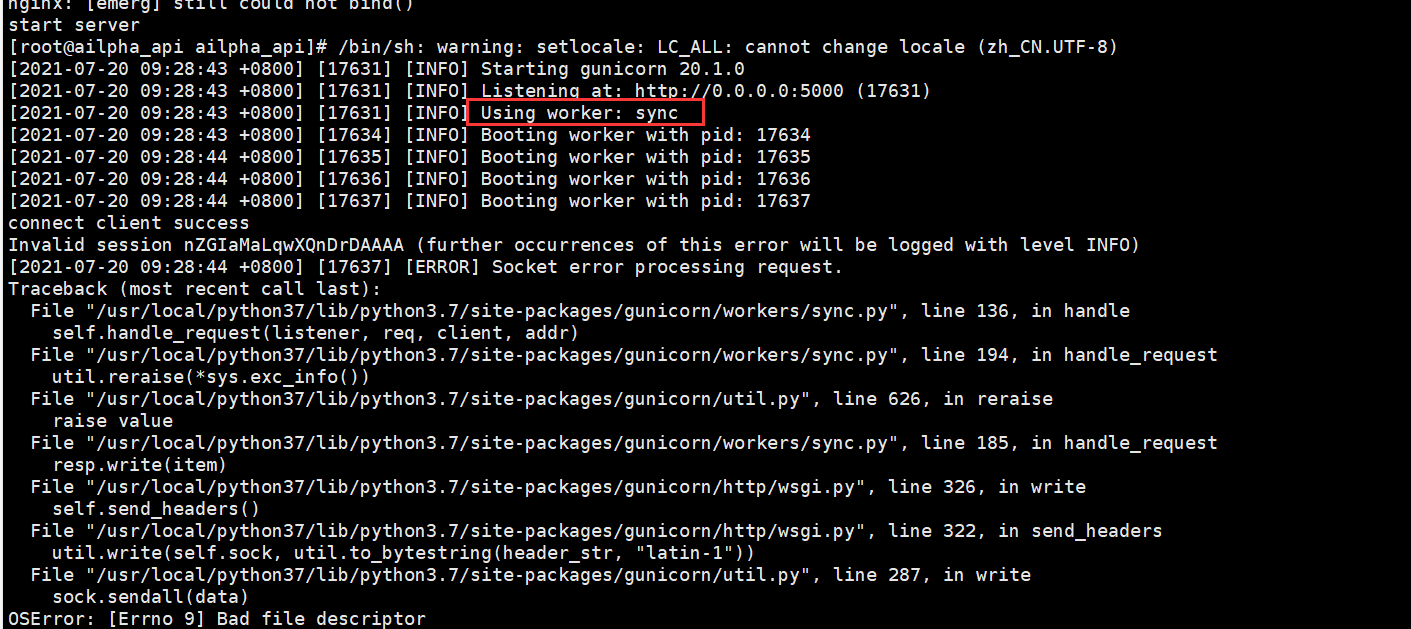 nginx: [emerg] still could not bind()
start server
[root@ailpha_api ailpha_api]# /bin/sh: warning: setlocale: LC_ALL: cannot change locale (zh_CN.UTF-8)
[2021-07-20 09:28:43 +0800] [17631] [INFO] Starting gunicorn 20.1.0
[2021-07-20 09:28:43 +0800] [17631] [INFO] Listening at: http://0.0.0.0:5000 (17631)
[2021-07-20 09:28:43 +0800] [17631] [INFO] Using worker: sync
[2021-07-20 09:28:43 +0800] [17634] [INFO] Booting worker with pid: 17634
[2021-07-20 09:28:44 +0800] [17635] [INFO] Booting worker with pid: 17635
[2021-07-20 09:28:44 +0800] [17636] [INFO] Booting worker with pid: 17636
[2021-07-20 09:28:44 +0800] [17637] [INFO] Booting worker with pid: 17637
connect client success
Invalid session nZGIaMaLqwXQnDrDAAAA (further occurrences of this error will be logged with level INFO)
[2021-07-20 09:28:44 +0800] [17637] [ERROR] Socket error processing request.
Traceback (most recent call last):
  File "/usr/local/python37/lib/python3.7/site-packages/gunicorn/workers/sync.py", line 136, in handle
    self.handle_request(listener, req, client, addr)
  File "/usr/local/python37/lib/python3.7/site-packages/gunicorn/workers/sync.py", line 194, in handle_request
    util.reraise(*sys.exc_info())
  File "/usr/local/python37/lib/python3.7/site-packages/gunicorn/util.py", line 626, in reraise
    raise value
  File "/usr/local/python37/lib/python3.7/site-packages/gunicorn/workers/sync.py", line 185, in handle_request
    resp.write(item)
  File "/usr/local/python37/lib/python3.7/site-packages/gunicorn/http/wsgi.py", line 326, in write
    self.send_headers()
  File "/usr/local/python37/lib/python3.7/site-packages/gunicorn/http/wsgi.py", line 322, in send_headers
    util.write(self.sock, util.to_bytestring(header_str, "latin-1"))
  File "/usr/local/python37/lib/python3.7/site-packages/gunicorn/util.py", line 287, in write
    sock.sendall(data)
OSError: [Errno 9] Bad file descriptor